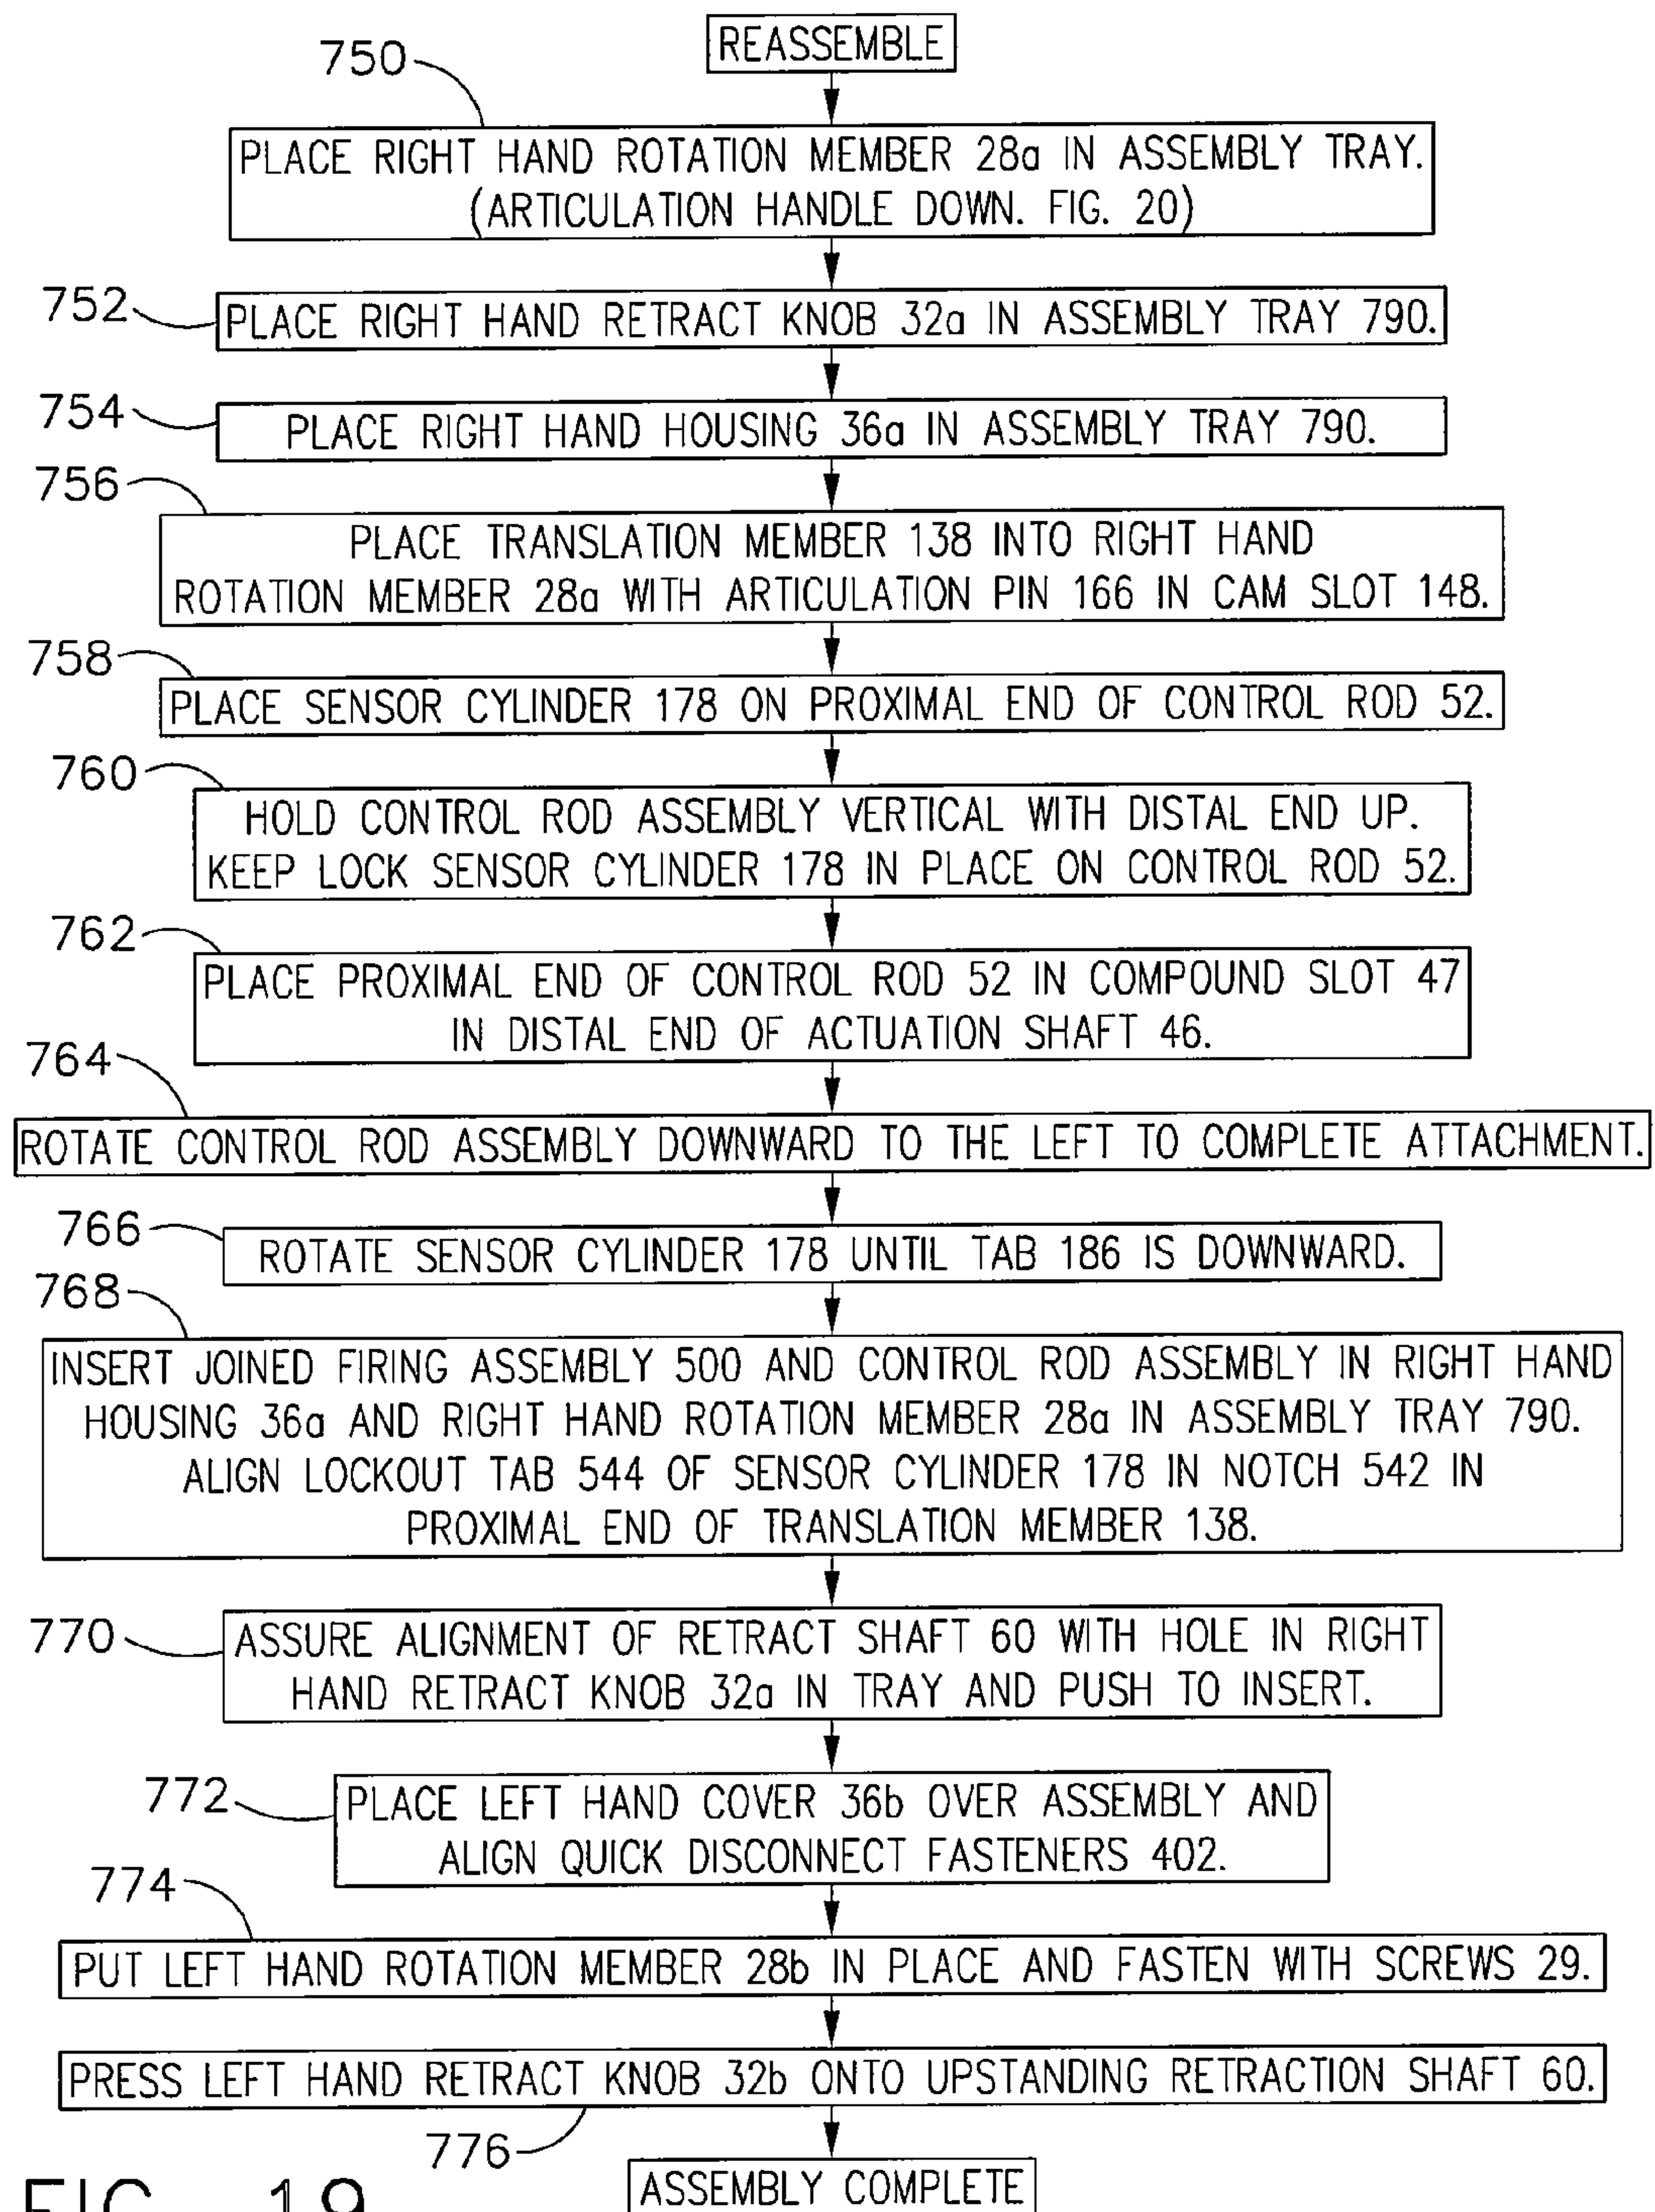 REASSEMBLE
750
PLACE RIGHT HAND ROTATION MEMBER 28a IN ASSEMBLY TRAY.
(ARTICULATION HANDLE DOWN. FIG. 20)
752
PLACE RIGHT HAND RETRACT KNOB 32a IN ASSEMBLY TRAY 790.
754
PLACE RIGHT HAND HOUSING 36a IN ASSEMBLY TRAY 790.
756
PLACE TRANSLATION MEMBER 138 INTO RIGHT HAND
ROTATION MEMBER 28a WITH ARTICULATION PIN 166 IN CAM SLOT 148.
758
PLACE SENSOR CYLINDER 178 ON PROXIMAL END OF CONTROL ROD 52.
760
HOLD CONTROL ROD ASSEMBLY VERTICAL WITH DISTAL END UP.
KEEP LOCK SENSOR CYLINDER 178 IN PLACE ON CONTROL ROD 52.
762
PLACE PROXIMAL END OF CONTROL ROD 52 IN COMPOUND SLOT 47
IN DISTAL END OF ACTUATION SHAFT 46.
764
ROTATE CONTROL ROD ASSEMBLY DOWNWARD TO THE LEFT TO COMPLETE ATTACHMENT.
766
ROTATE SENSOR CYLINDER 178 UNTIL TAB 186 IS DOWNWARD.
768
INSERT JOINED FIRING ASSEMBLY 500 AND CONTROL ROD ASSEMBLY IN RIGHT HAND
HOUSING 36a AND RIGHT HAND ROTATION MEMBER 28a IN ASSEMBLY TRAY 790.
ALIGN LOCKOUT TAB 544 OF SENSOR CYLINDER 178 IN NOTCH 542 IN
PROXIMAL END OF TRANSLATION MEMBER 138.
770
ASSURE ALIGNMENT OF RETRACT SHAFT 60 WITH HOLE IN RIGHT
HAND RETRACT KNOB 32a IN TRAY AND PUSH TO INSERT.
772
PLACE LEFT HAND COVER 36b OVER ASSEMBLY AND
ALIGN QUICK DISCONNECT FASTENERS 402.
774
PUT LEFT HAND ROTATION MEMBER 28b IN PLACE AND FASTEN WITH SCREWS 29.
PRESS LEFT HAND RETRACT KNOB 32b ONTO UPSTANDING RETRACTION SHAFT 60.
776
ASSEMBLY COMPLETE
FIG. 19